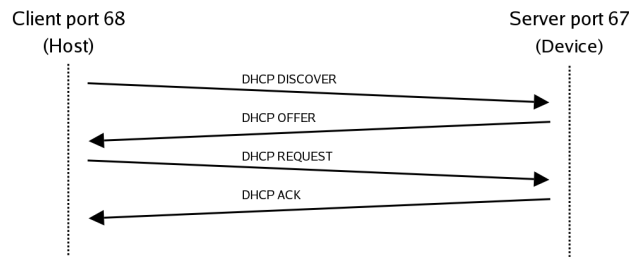 Client port 68
(Host)
Server port 67
(Device)
DHCP DISCOVER
DHCP OFFER
DHCP REQUEST
DHCP ACK